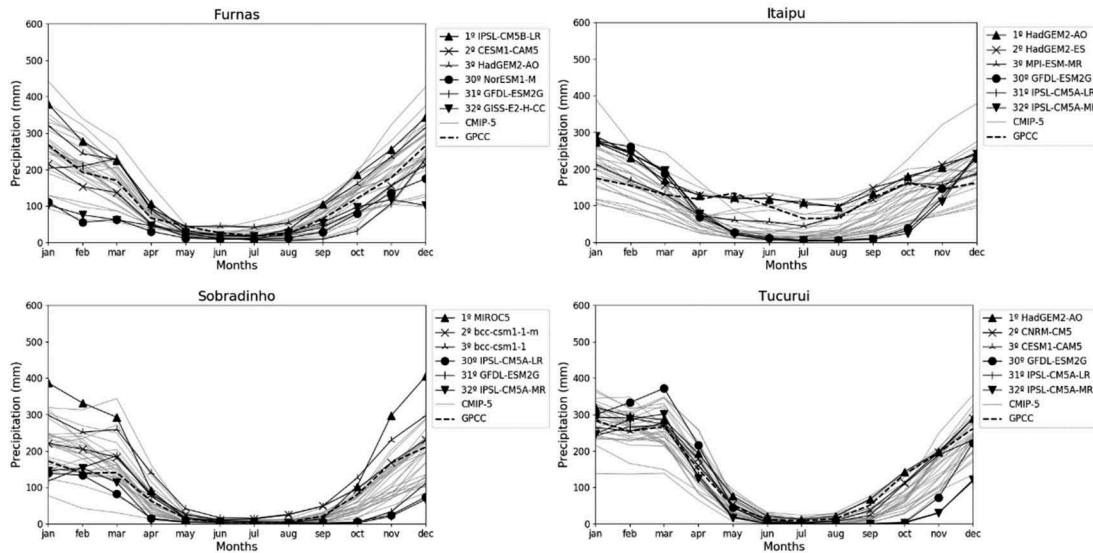 Furnas
600
500
400
300
200
100
0
Precipitation (mm)
jan feb mar apr may jun jul aug sep oct nov dec
Months
1º IPSL-CM5B-LR
2º CESM1-CAM5
3º HadGEM2-AO
30º NorESM1-M
31º GFDL-ESM2G
32º GISS-E2-H-CC
CMIP-5
GPCC
Itaipu
600
500
400
300
200
100
0
Precipitation (mm)
jan feb mar apr may jun jul aug sep oct nov dec
Months
1º HadGEM2-AO
2º HadGEM2-ES
3º MPI-ESM-MR
30º GFDL-ESM2G
31º IPSL-CM5A-LR
32º IPSL-CM5A-MR
CMIP-5
GPCC
Sobradinho
600
500
400
300
200
100
0
Precipitation (mm)
jan feb mar apr may jun jul aug sep oct nov dec
Months
1º MIROC5
2º bcc-csm1-1-m
3º bcc-csm1-1
30º IPSL-CM5A-LR
31º GFDL-ESM2G
32º IPSL-CM5A-MR
CMIP-5
GPCC
Tucurui
600
500
400
300
200
100
0
Precipitation (mm)
jan feb mar apr may jun jul aug sep oct nov dec
Months
1º HadGEM2-AO
2º CNRM-CM5
3º CESM1-CAM5
30º GFDL-ESM2G
31º IPSL-CM5A-LR
32º IPSL-CM5A-MR
CMIP-5
GPCC